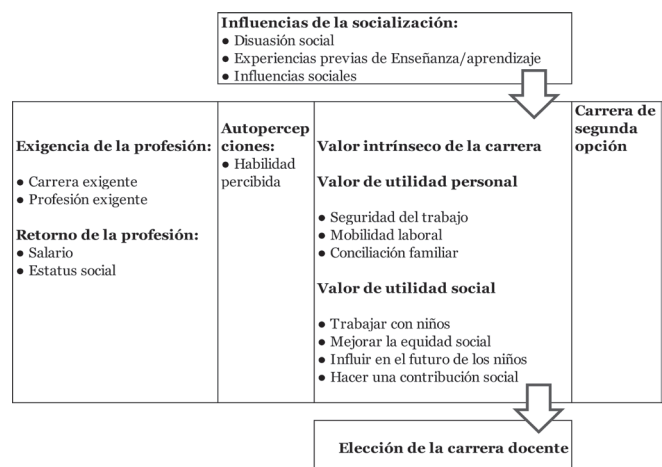 Influencias de la socialización:
● Disuasión social
● Experiencias previas de Enseñanza/aprendizaje
● Influencias sociales
Exigencia de la profesión:
● Carrera exigente
● Profesión exigente
Retorno de la profesión:
● Salario
● Estatus social
Autopercep
ciones:
● Habilidad
percibida
Valor intrínseco de la carrera
Valor de utilidad personal
● Seguridad del trabajo
● Mobilidad laboral
● Conciliación familiar
Valor de utilidad social
● Trabajar con niños
● Mejorar la equidad social
● Influir en el futuro de los niños
● Hacer una contribución social
Carrera de
segunda
opción
Elección de la carrera docente